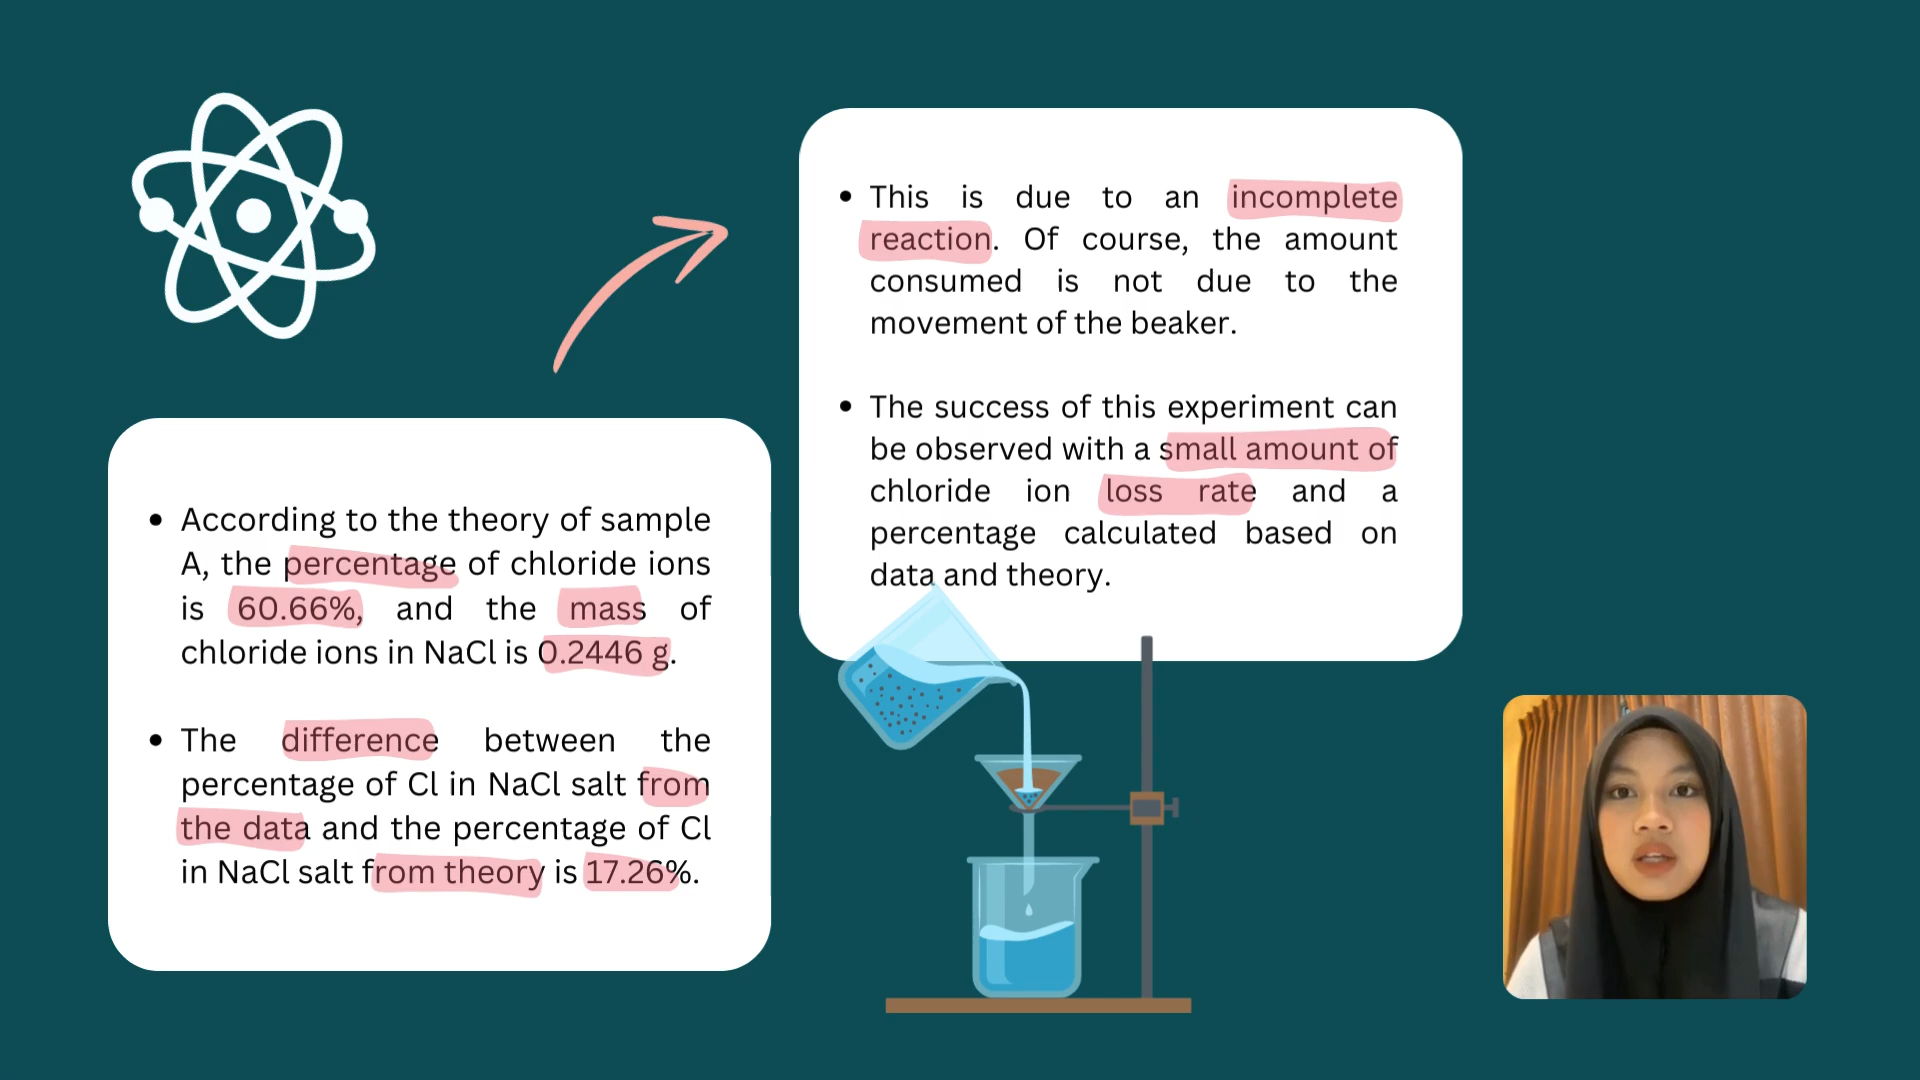 According to the theory of sample
A, the percentage of chloride ions
is 60.66%, and the mass of
chloride ions in NaCl is 0.2446 g.
The difference between the
percentage of Cl in NaCl salt from
the data and the percentage of Cl
in NaCl salt from theory is 17.26%.
This is due to an incomplete
reaction. Of course, the amount
consumed is not due to the
movement of the beaker.
The success of this experiment can
be observed with a small amount of
chloride ion loss rate and a
percentage calculated based on
data and theory.